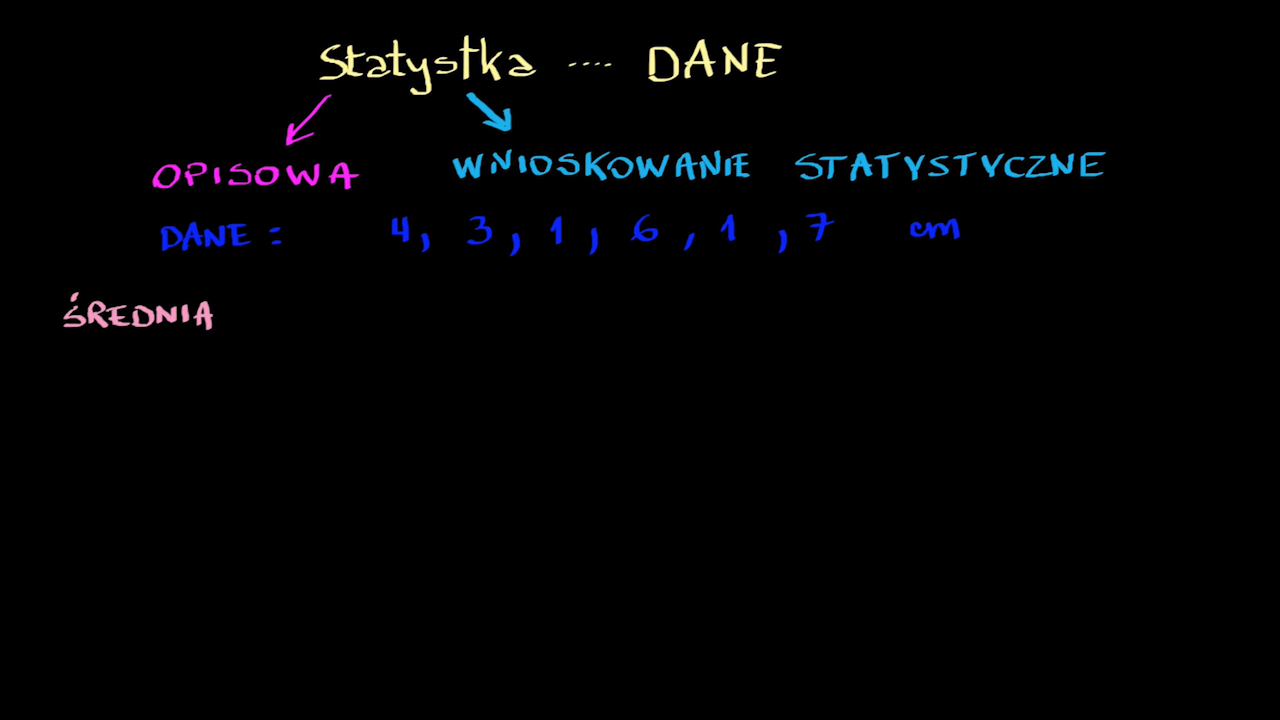 Statystka .... DANE
OPISOWA WNIOSKOWANIE STATYSTYCZNE
DANE: 4, 3, 1, 6, 1, 7 cm
ŚREDNIA